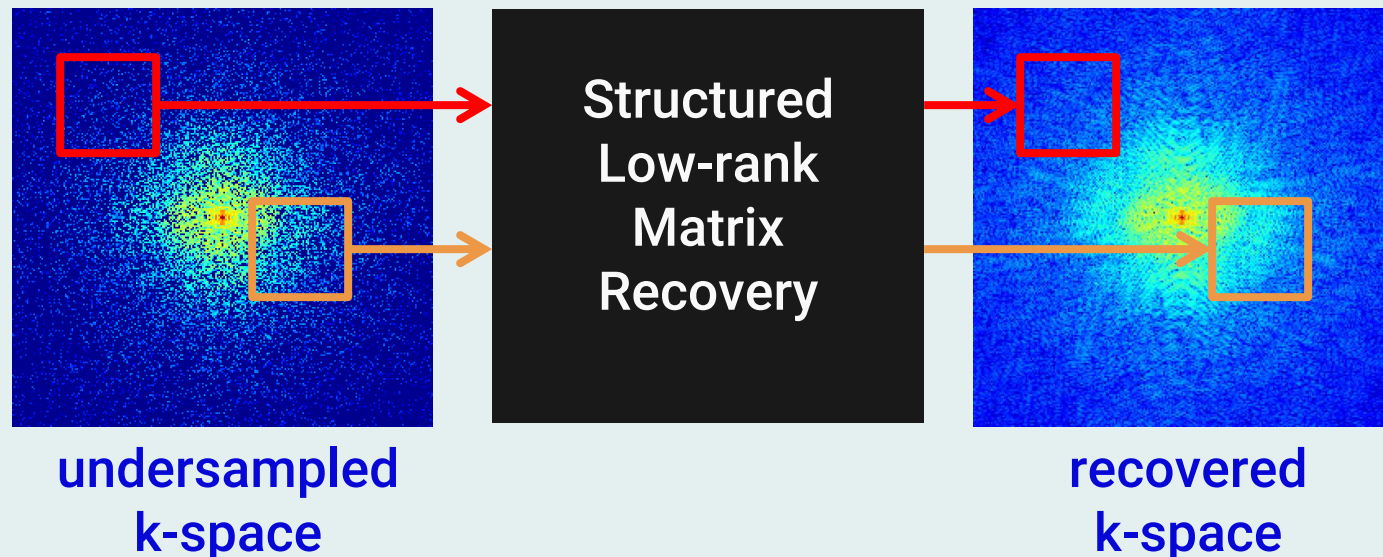 Structured
Low-rank
Matrix
Recovery
undersampled
k-space
recovered
k-space